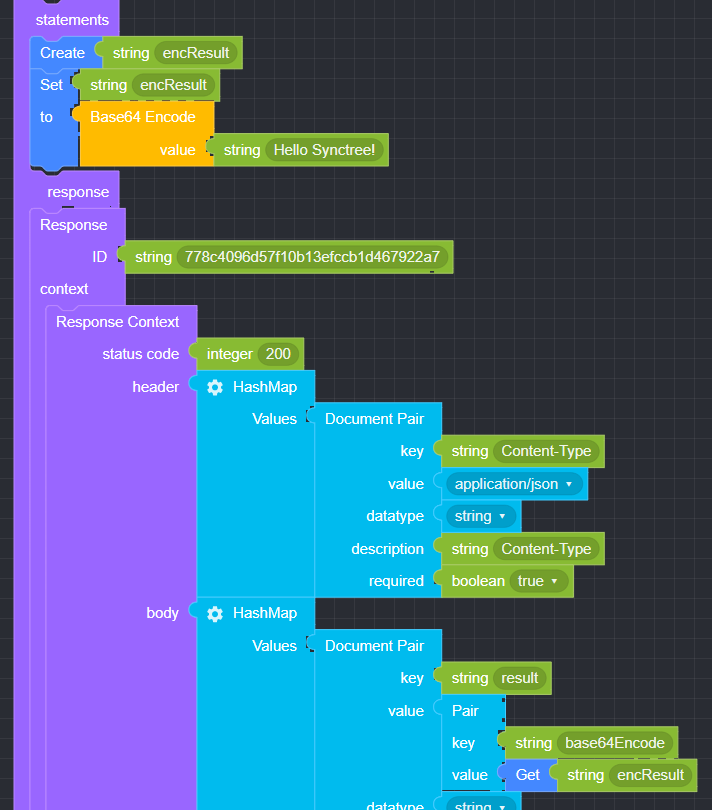 statements
Create string encResult
Set string encResult
to Base64 Encode
value string Hello Synctree!
response
Response
ID string 778c4096d57f10b13efccb1d467922a7
context
Response Context
status code integer 200
header HashMap
Values Document Pair
key string Content-Type
value application/json
datatype string
description string Content-Type
required boolean true
body HashMap
Values Document Pair
key string result
value Pair
key string base64Encode
value Get string encResult
datatype string